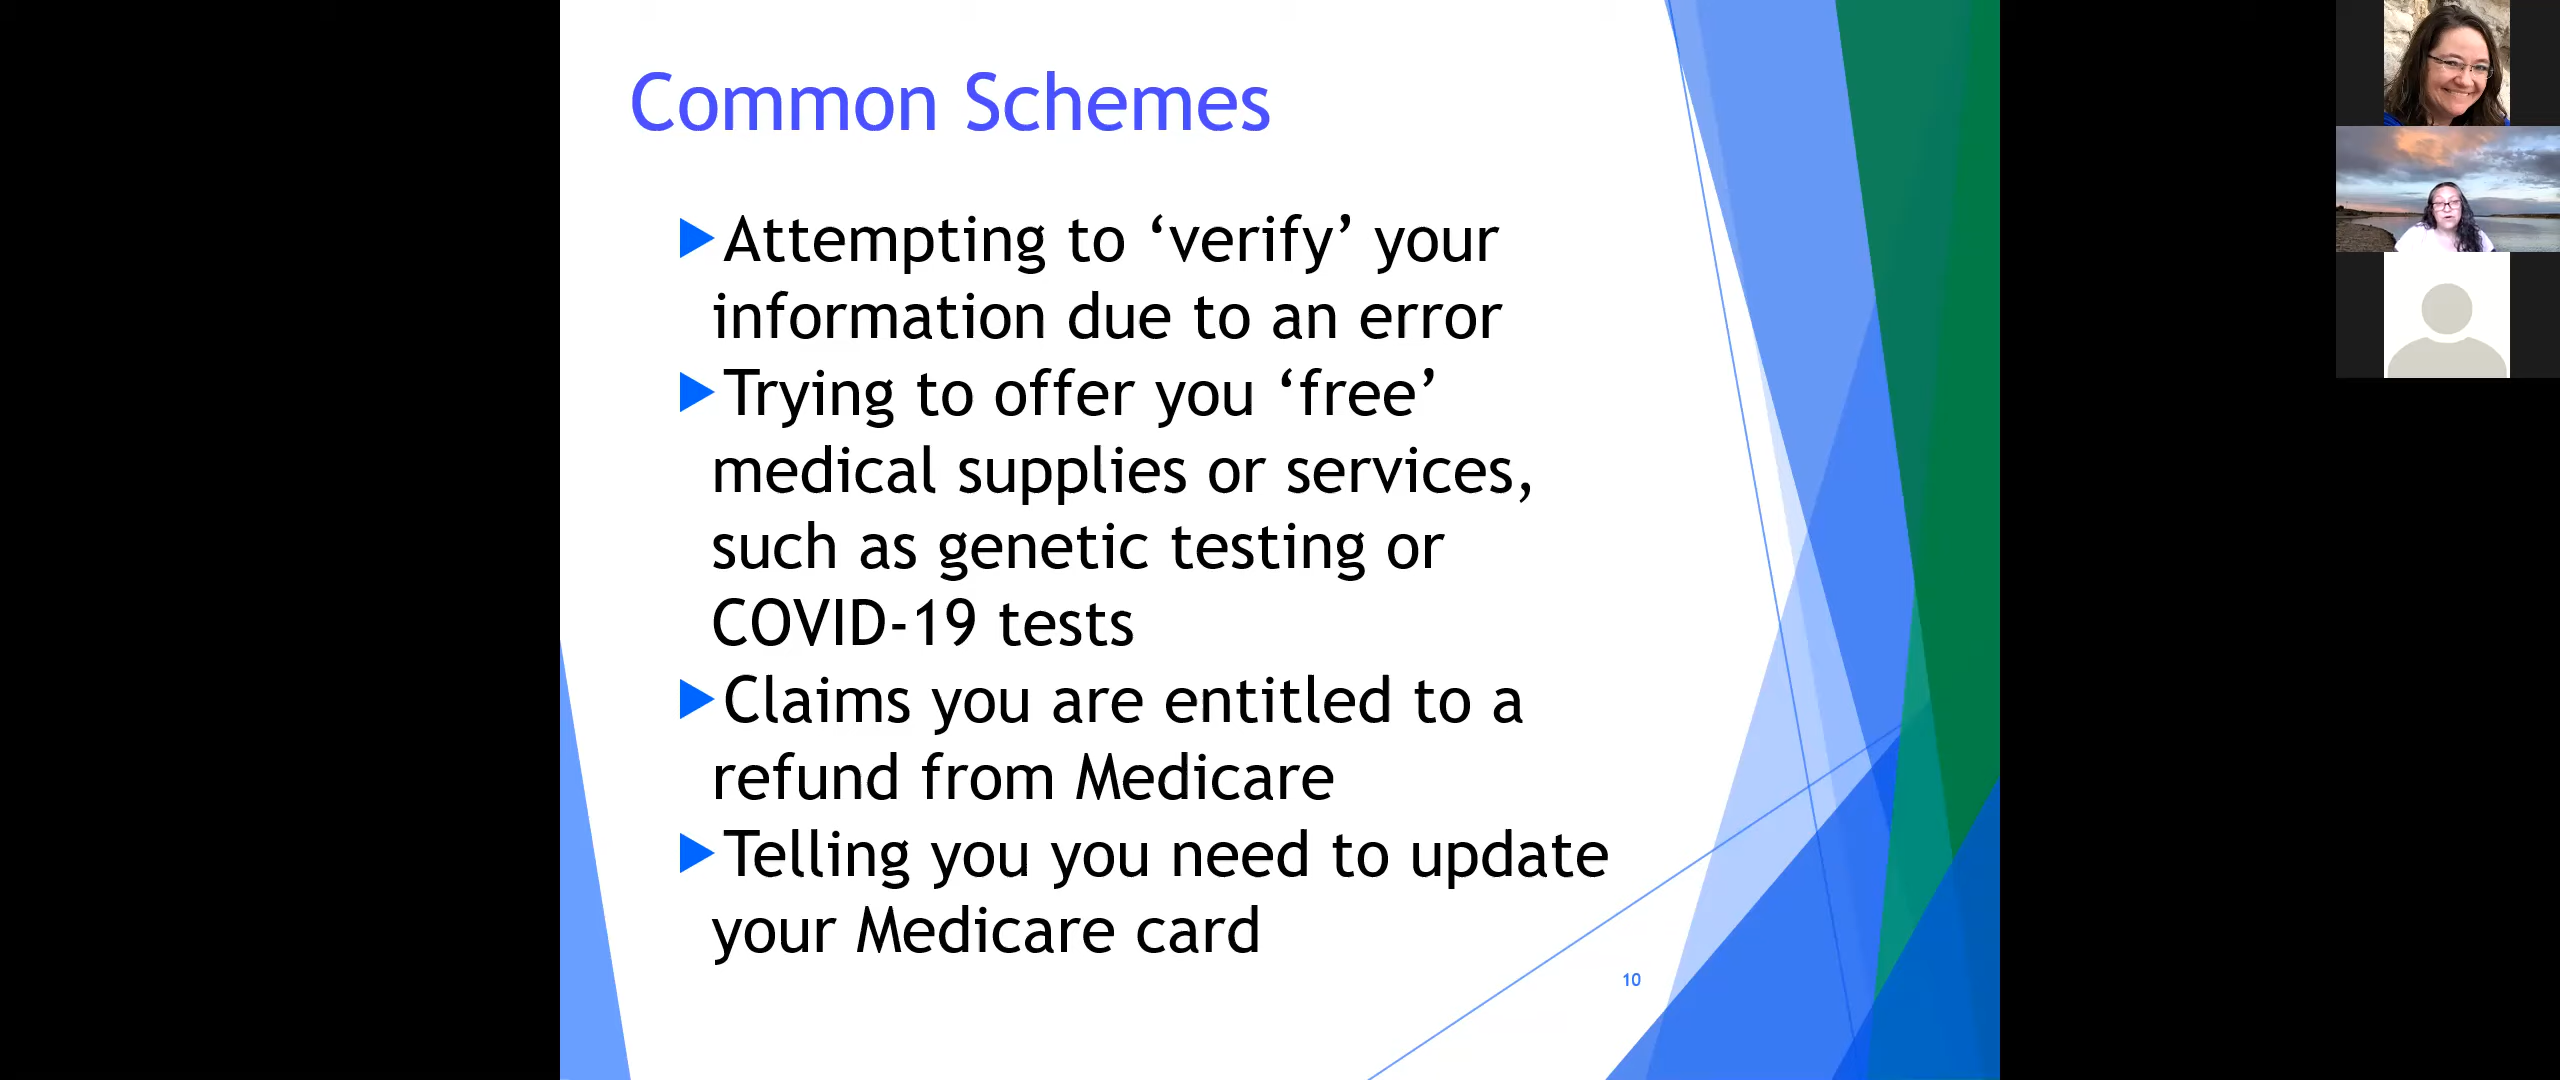 Common Schemes
Attempting to ‘verify’ your
information due to an error
Trying to offer you ‘free’
medical supplies or services,
such as genetic testing or
COVID-19 tests
Claims you are entitled to a
refund from Medicare
Telling you you need to update
your Medicare card
10